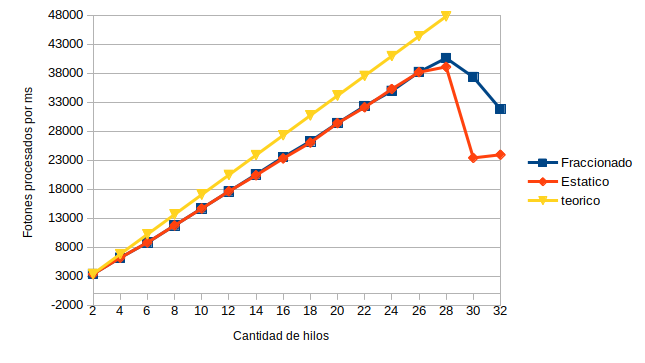 48000
43000
38000
33000
28000
23000
18000
13000
8000
3000
-2000
Fotones procesados por ms
2 4 6 8 10 12 14 16 18 20 22 24 26 28 30 32
Cantidad de hilos
Fraccionado
Estatico
teorico